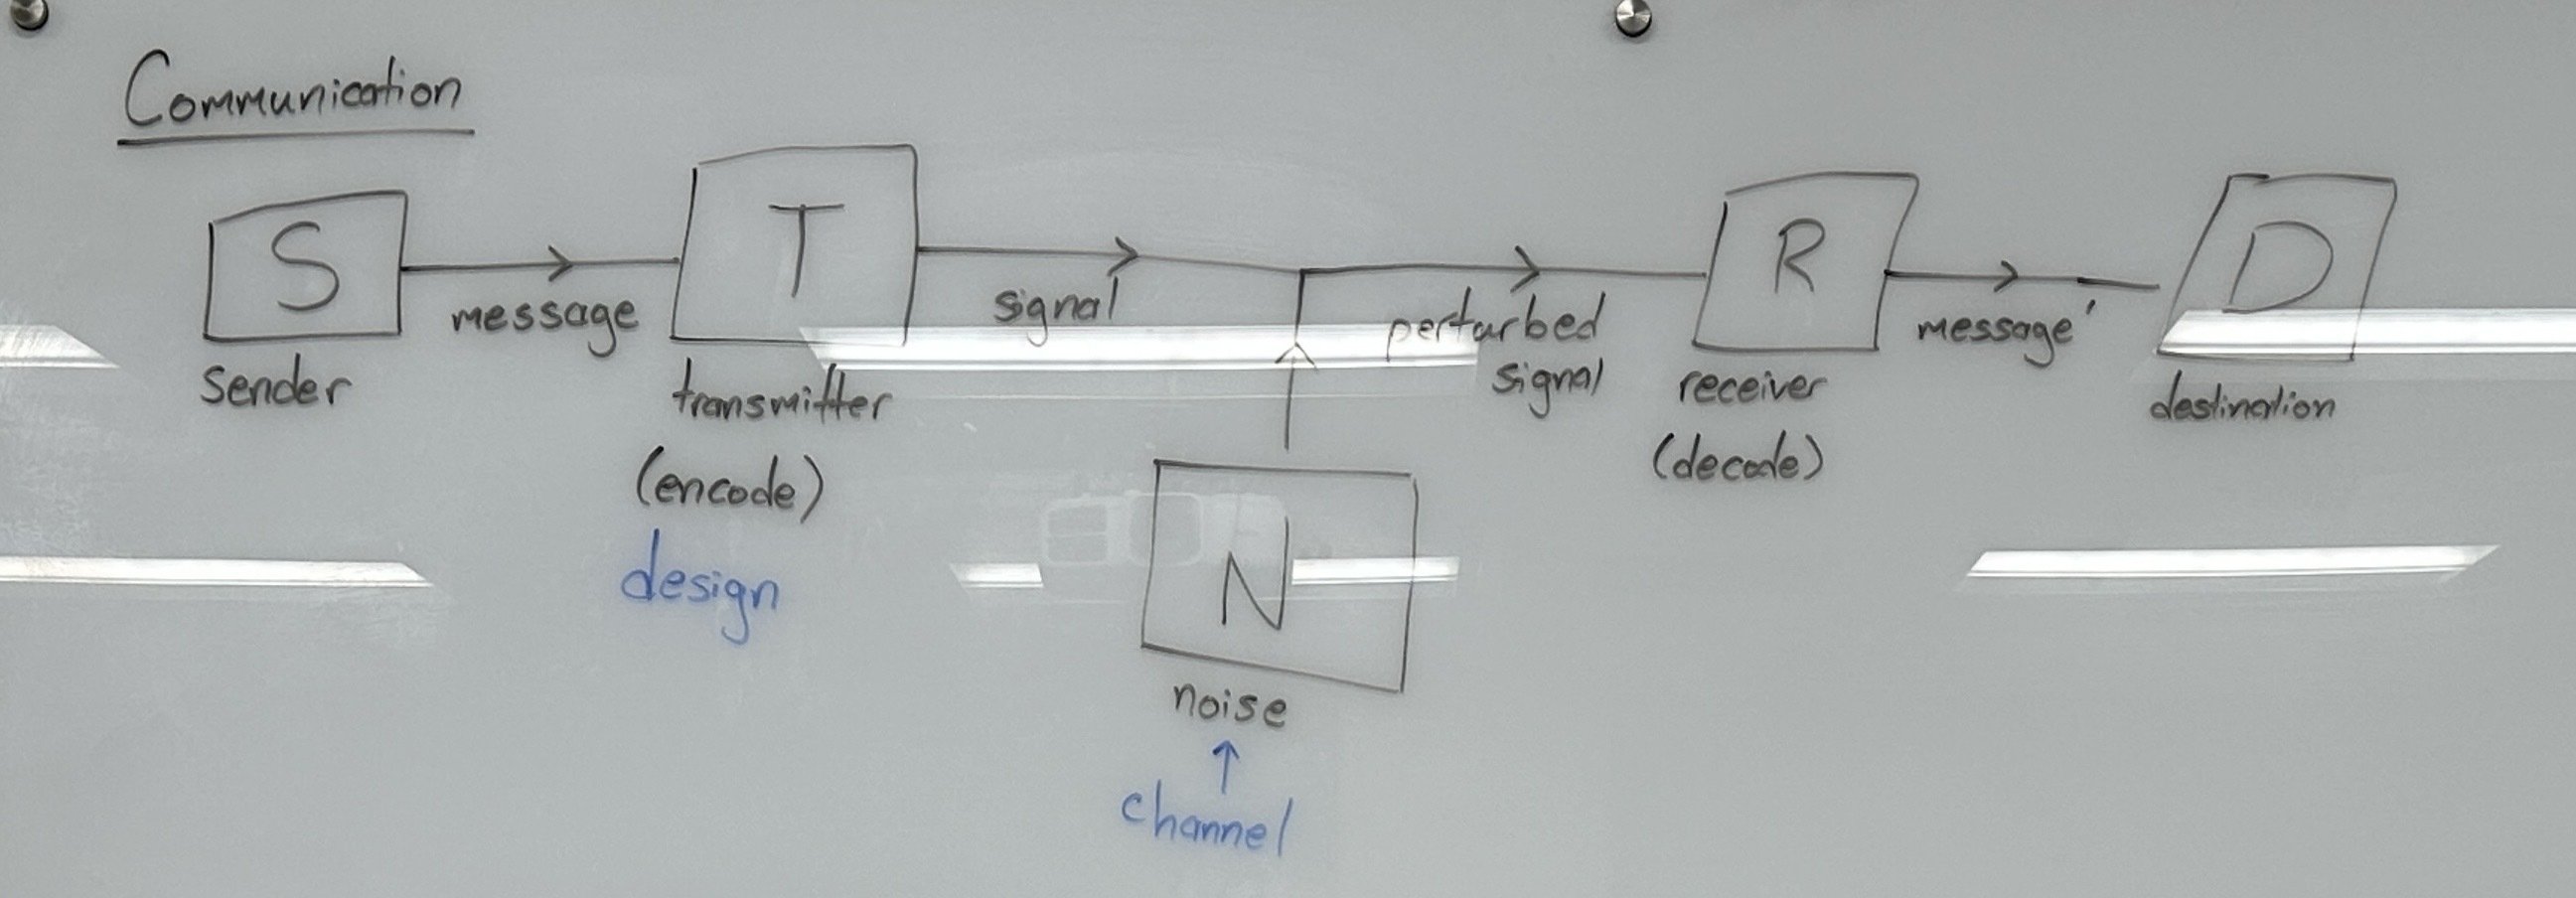 Communication
S
T
R
D
message
signal
perturbed
signal
message'
sender
transmitter
(encode)
design
receiver
(decode)
destination
N
noise
↑
channel